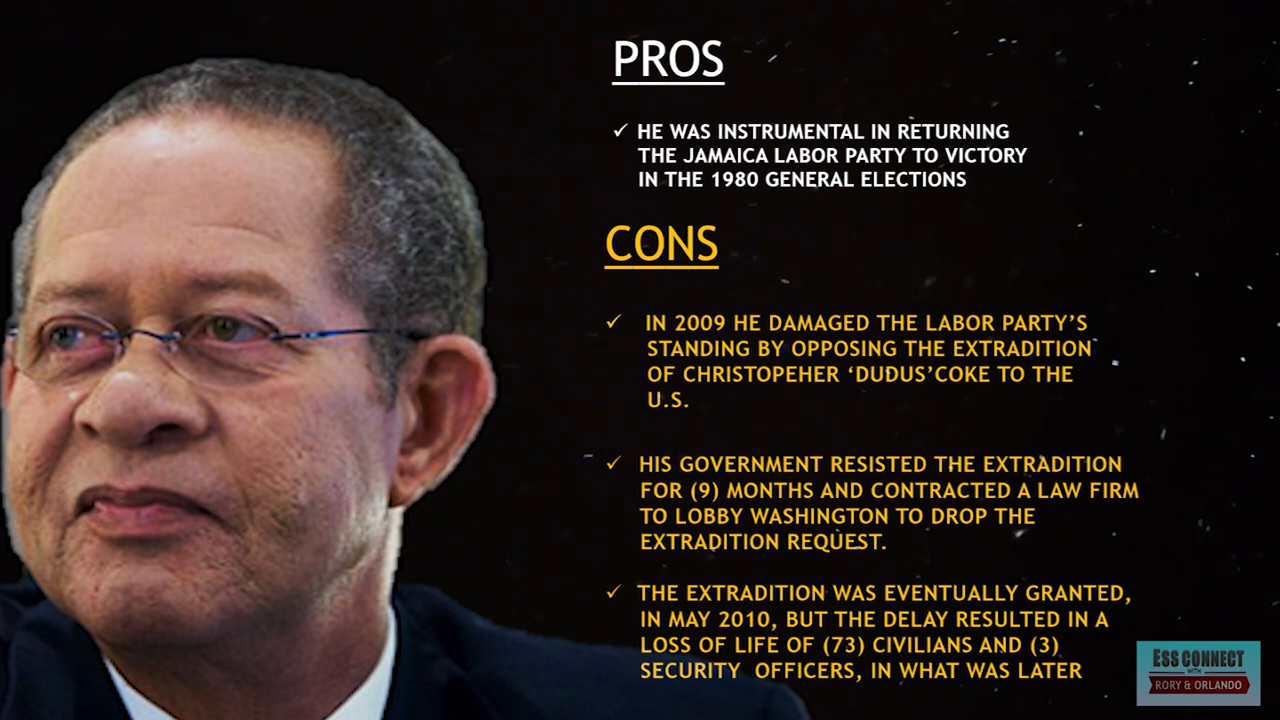 PROS
✓ HE WAS INSTRUMENTAL IN RETURNING
THE JAMAICA LABOR PARTY TO VICTORY
IN THE 1980 GENERAL ELECTIONS
CONS
✓ IN 2009 HE DAMAGED THE LABOR PARTY'S
STANDING BY OPPOSING THE EXTRADITION
OF CHRISTOPEHER ‘DUDUS’COKE TO THE
U.S.
✓ HIS GOVERNMENT RESISTED THE EXTRADITION
FOR (9) MONTHS AND CONTRACTED A LAW FIRM
TO LOBBY WASHINGTON TO DROP THE
EXTRADITION REQUEST.
✓ THE EXTRADITION WAS EVENTUALLY GRANTED,
IN MAY 2010, BUT THE DELAY RESULTED IN A
LOSS OF LIFE OF (73) CIVILIANS AND (3)
SECURITY OFFICERS, IN WHAT WAS LATER
ESS CONNECT
WITH
RORY & ORLANDO